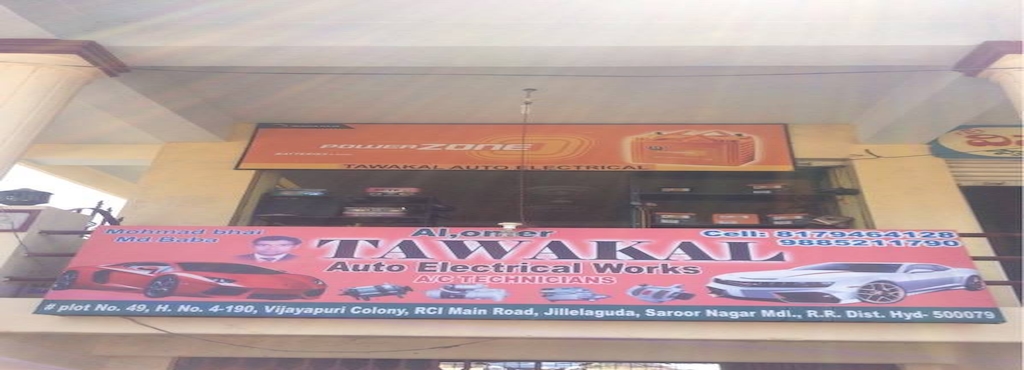 POWERZONE
TAWAKAL AUTO ELECTRICAL
Mohmad bhai
Md.Baba
Al,omer
Cell: 8179864128
9885211790
TAWAKAL
Auto Electrical Works
A/C TECHNICIANS
# plot No. 49, H. No. 4-190, Vijayapuri Colony, RCI Main Road, Jillelaguda, Saroor Nagar Mdl., R.R. Dist. Hyd- 500079